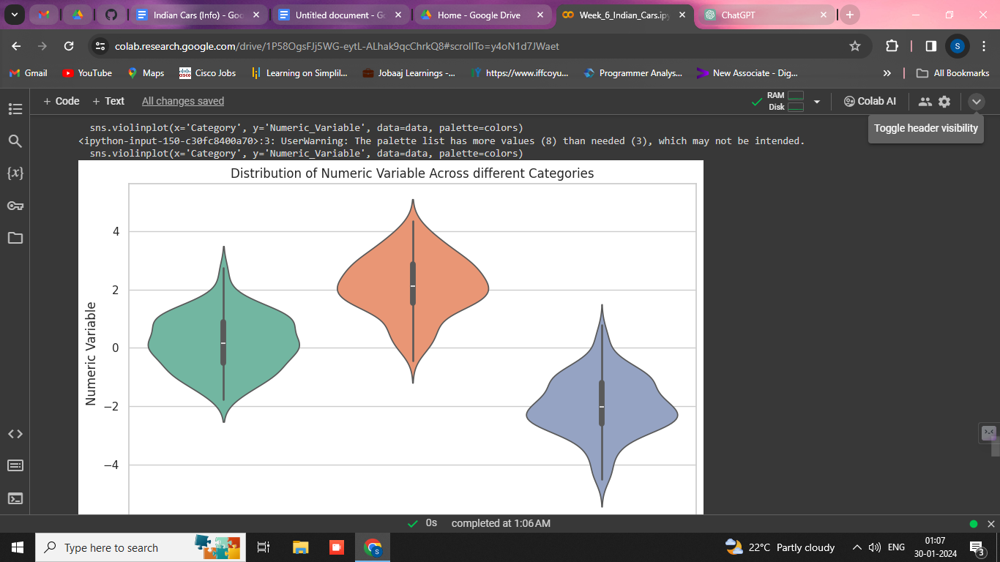 Indian Cars (Info) - Goo
Untitled document - Go
Home - Google Drive
Week_6_Indian_Cars.ipy
ChatGPT
colab.research.google.com/drive/1P58OgsFJj5WG-eytL-ALhak9qcChrkQ8#scrollTo=y4oN1d7JWaet
S
Gmail
YouTube
Maps
Cisco Jobs
Learning on Simplil...
Jobaaj Learnings -...
https://www.iffcoyu...
Programmer Analys...
New Associate - Dig...
»
All Bookmarks
+ Code
+ Text
All changes saved
RAM
Disk
Colab AI
Toggle header visibility
sns.violinplot(x='Category', y='Numeric_Variable', data=data, palette=colors)
<ipython-input-150-c30fc8400a70>:3: UserWarning: The palette list has more values (8) than needed (3), which may not be intended.
sns.violinplot(x='Category', y='Numeric_Variable', data=data, palette=colors)
{x}
Distribution of Numeric Variable Across different Categories
4
2
0
−2
−4
Numeric Variable
0s
completed at 1:06 AM
Type here to search
22°C Partly cloudy
ENG
01:07
30-01-2024
3